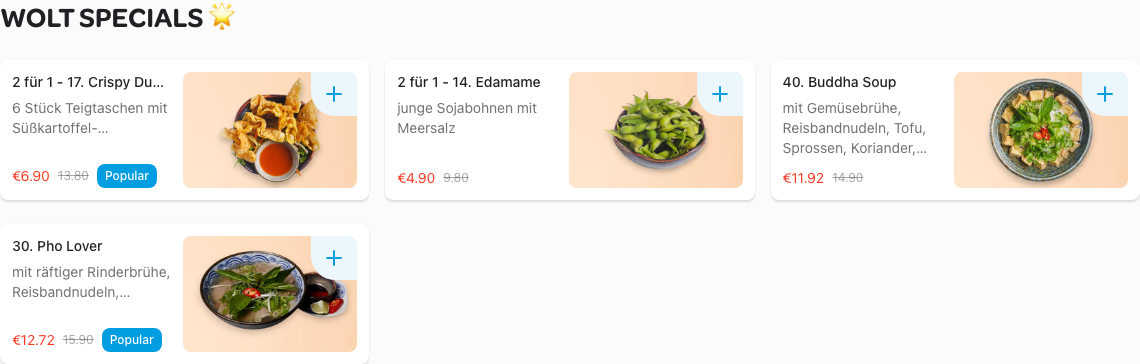 WOLT SPECIALS 🌟
2 für 1 - 17. Crispy Du...
6 Stück Teigtaschen mit
Süßkartoffel-...
€6.90 13.80 Popular
2 für 1 - 14. Edamame
junge Sojabohnen mit
Meersalz
€4.90 9.80
40. Buddha Soup
mit Gemüsebrühe,
Reisbandnudeln, Tofu,
Sprossen, Koriander,...
€11.92 14.90
30. Pho Lover
mit räftiger Rinderbrühe,
Reisbandnudeln,...
€12.72 15.90 Popular